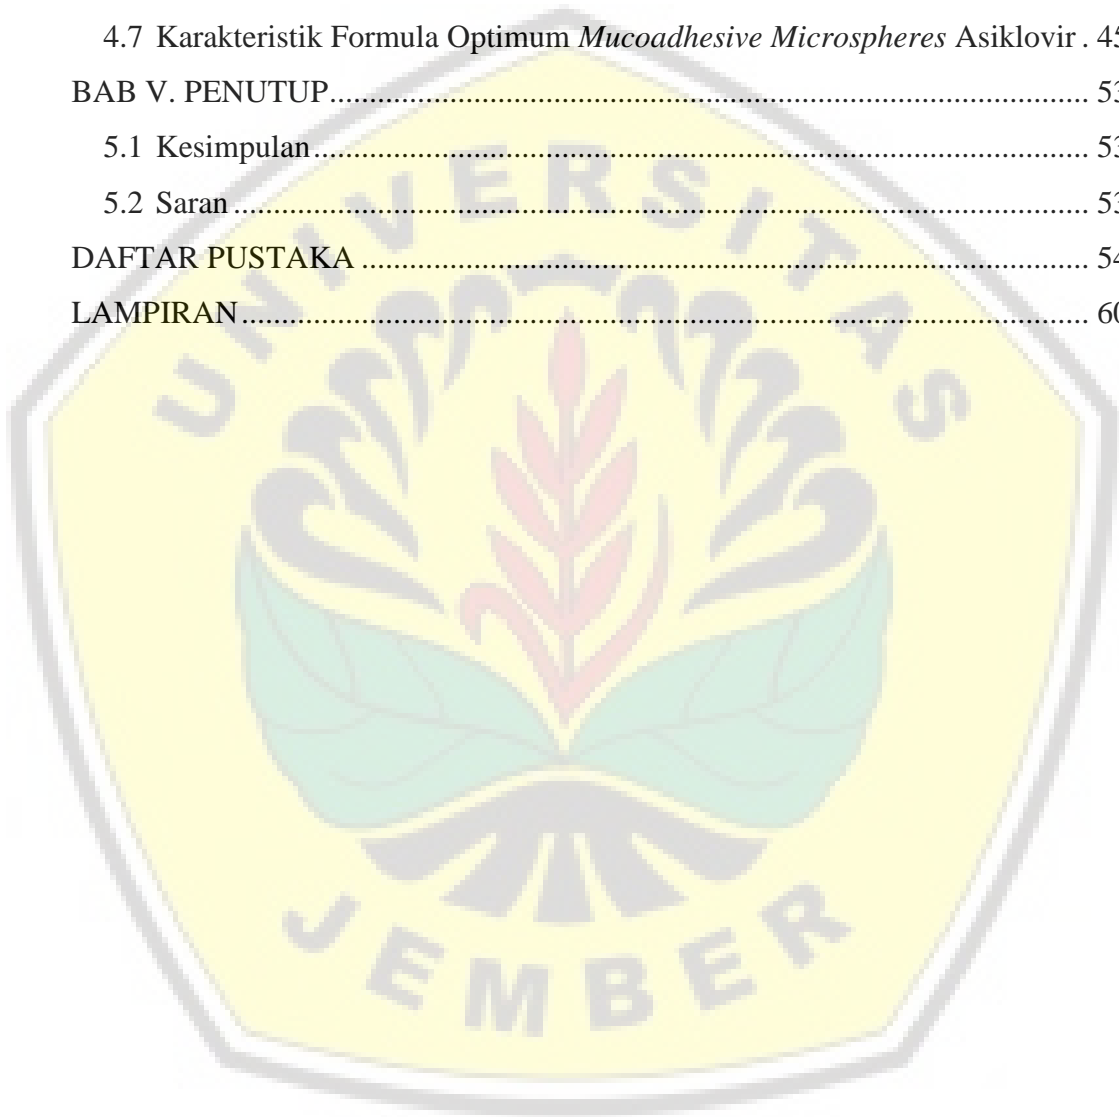 4.7 Karakteristik Formula Optimum Mucoadhesive Microspheres Asiklovir . 45
BAB V. PENUTUP........................................................................................... 53
5.1 Kesimpulan............................................................................................. 53
5.2 Saran ....................................................................................................... 53
DAFTAR PUSTAKA ....................................................................................... 54
LAMPIRAN...................................................................................................... 60
UNIVERSITAS
JEMBER